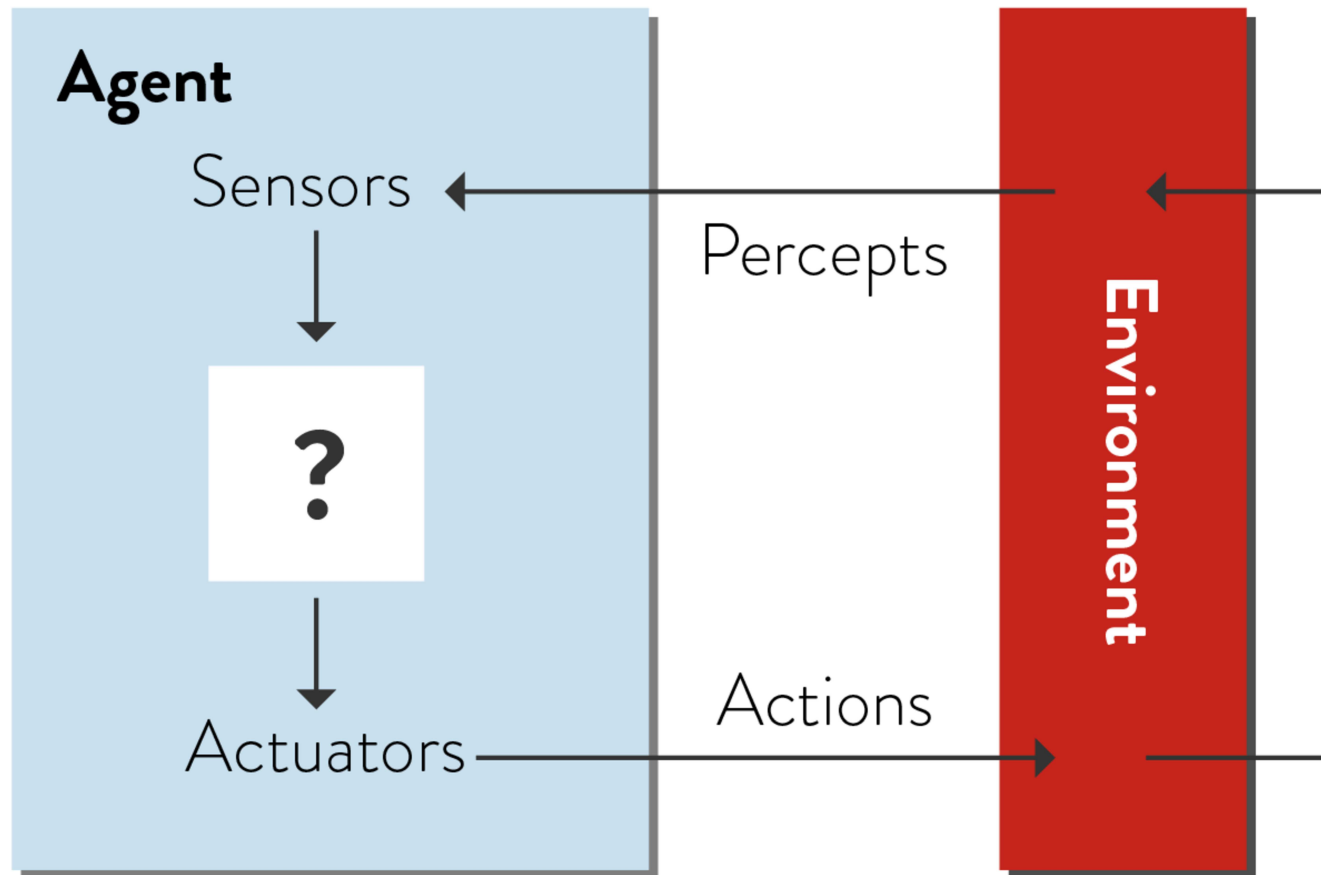 Agent
Sensors
Percepts
Environment
?
Actions
Actuators